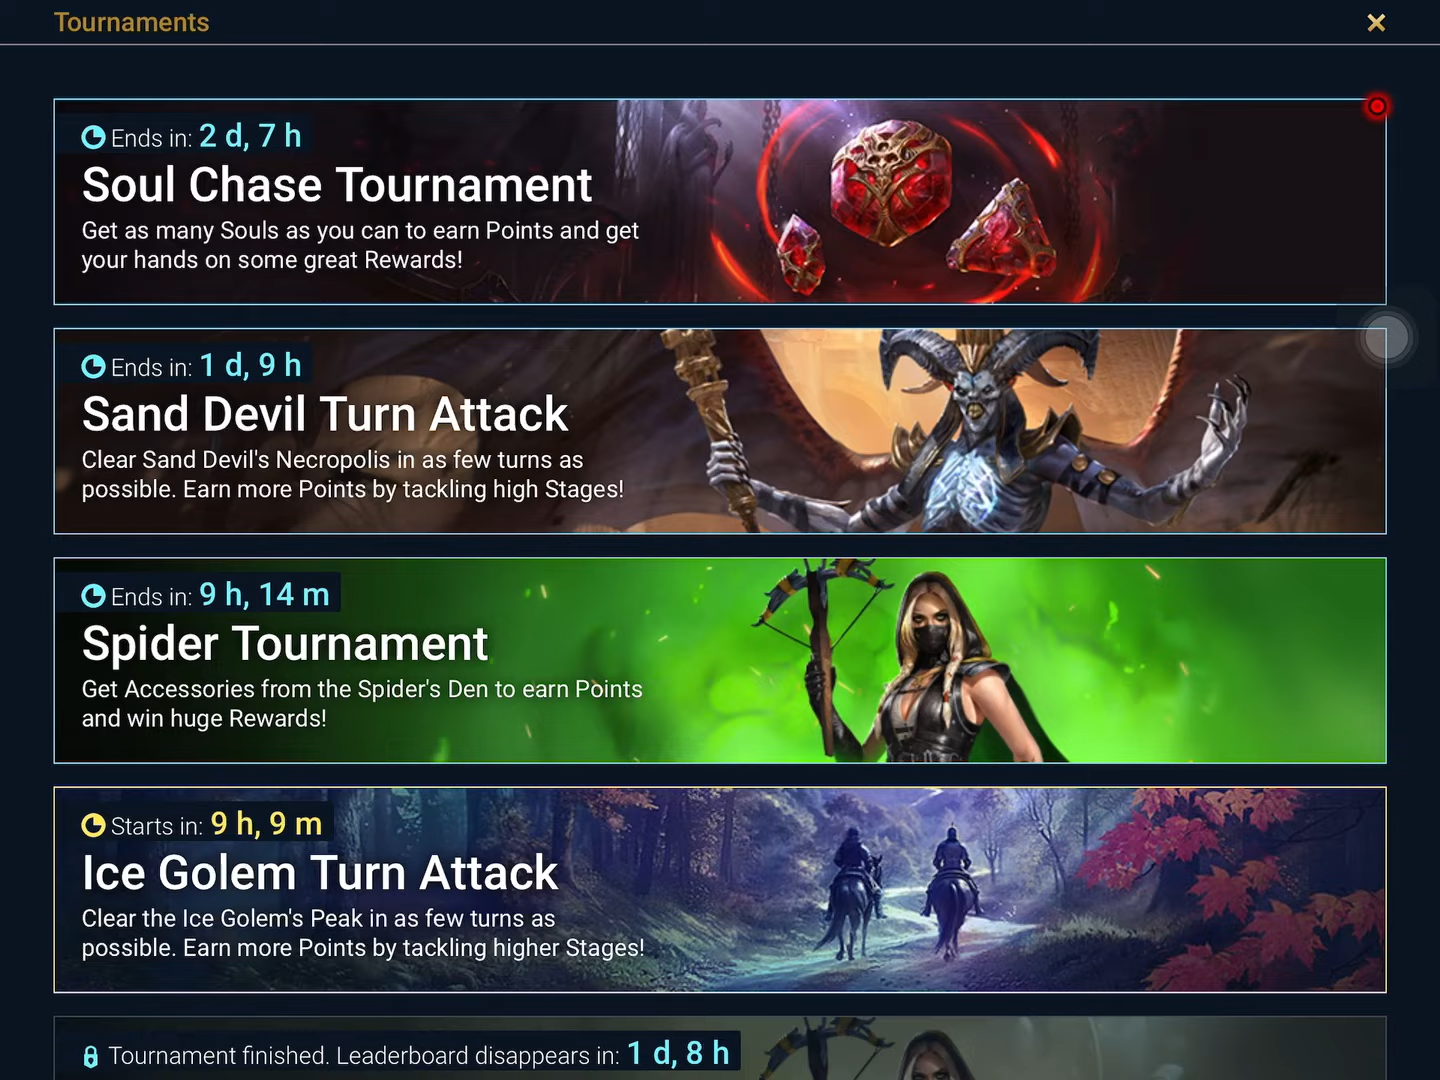 Tournaments
Ends in: 2 d, 7 h
Soul Chase Tournament
Get as many Souls as you can to earn Points and get
your hands on some great Rewards!
Ends in: 1 d, 9 h
Sand Devil Turn Attack
Clear Sand Devil's Necropolis in as few turns as
possible. Earn more Points by tackling high Stages!
Ends in: 9 h, 14 m
Spider Tournament
Get Accessories from the Spider's Den to earn Points
and win huge Rewards!
Starts in: 9 h, 9 m
Ice Golem Turn Attack
Clear the Ice Golem's Peak in as few turns as
possible. Earn more Points by tackling higher Stages!
Tournament finished. Leaderboard disappears in: 1 d, 8 h